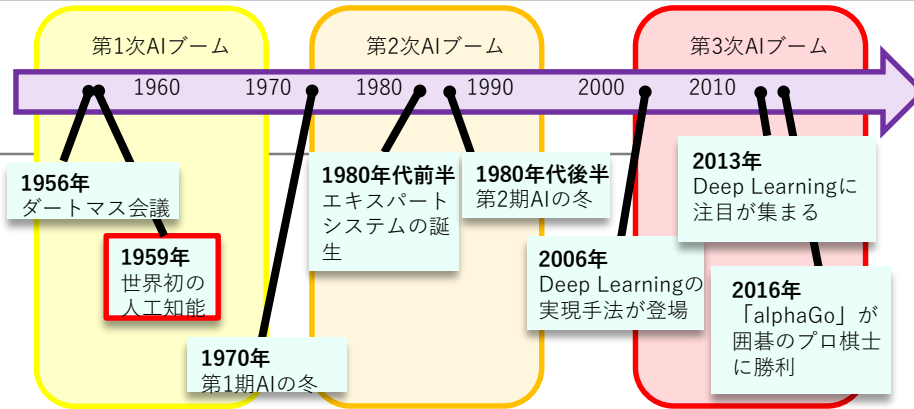 第1次AIブーム
第2次AIブーム
第3次AIブーム
1960
1970
1980
1990
2000
2010
1956年
ダートマス会議
1959年
世界初の
人工知能
1970年
第1期AIの冬
1980年代前半
エキスパート
システムの誕
生
1980年代後半
第2期AIの冬
2006年
Deep Learningの
実現手法が登場
2013年
Deep Learningに
注目が集まる
2016年
「alphaGo」が
囲碁のプロ棋士
に勝利